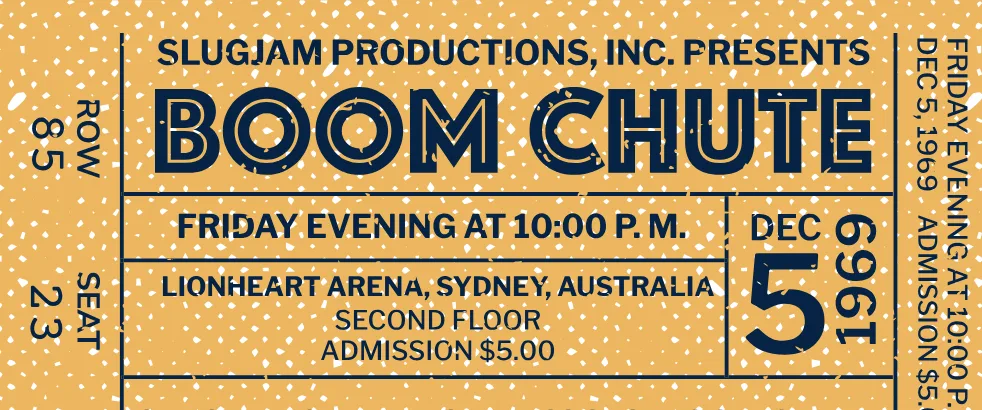 ROW
85
SEAT
23
SLUGJAM PRODUCTIONS, INC. PRESENTS
BOOM CHUTE
FRIDAY EVENING AT 10:00 P. M.
LIONHEART ARENA, SYDNEY, AUSTRALIA
SECOND FLOOR
ADMISSION $5.00
DEC
5
1969
FRIDAY EVENING AT 10:00 P.
DEC 5, 1969 ADMISSION $5.